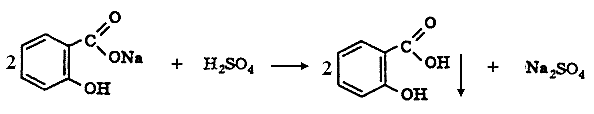 2 C O ONa OH + H₂SO₄ → 2 C O OH OH ↓ + Na₂SO₄